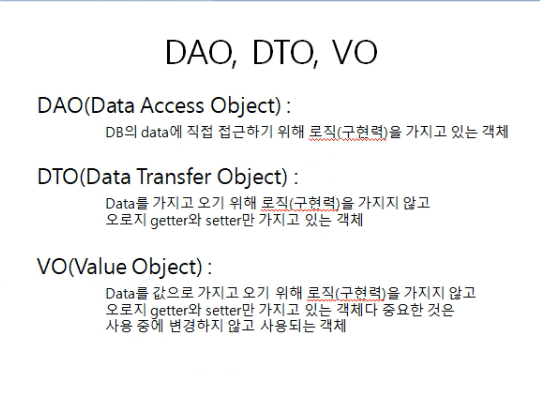 DAO, DTO, VO
DAO(Data Access Object) :
DB의 data에 직접 접근하기 위해 로직(구현력)을 가지고 있는 객체
DTO(Data Transfer Object) :
Data를 가지고 오기 위해 로직(구현력)을 가지지 않고
오로지 getter와 setter만 가지고 있는 객체
VO(Value Object) :
Data를 값으로 가지고 오기 위해 로직(구현력)을 가지지 않고
오로지 getter와 setter만 가지고 있는 객체다 중요한 것은
사용 중에 변경하지 않고 사용되는 객체